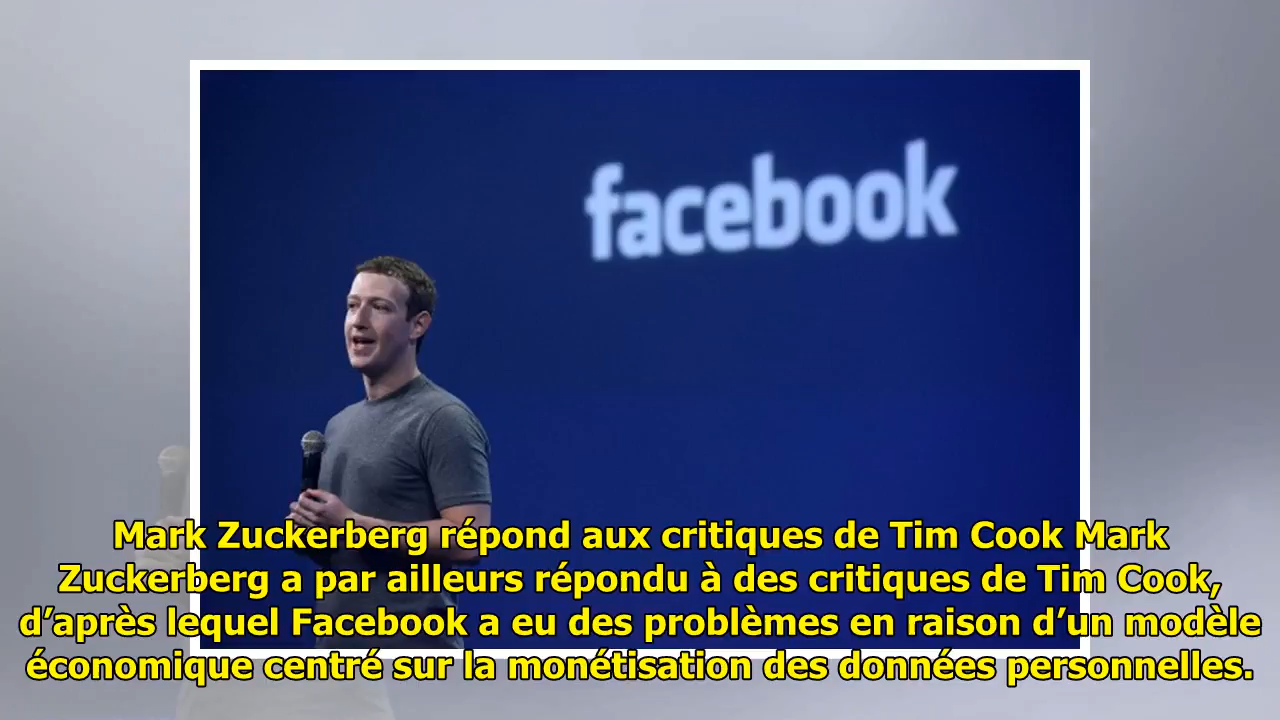 facebook
Mark Zuckerberg répond aux critiques de Tim Cook Mark
Zuckerberg a par ailleurs répondu à des critiques de Tim Cook,
d’après lequel Facebook a eu des problèmes en raison d’un modèle
économique centré sur la monétisation des données personnelles.